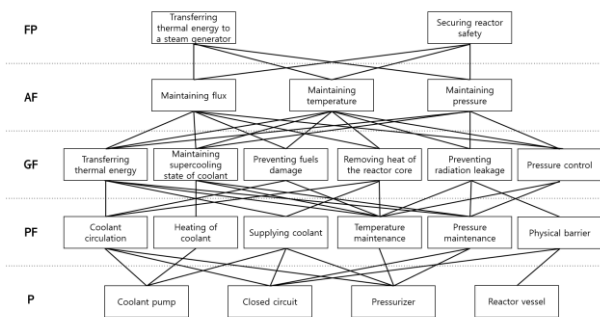 FP
Transferring
thermal energy to
a steam generator
Securing reactor
safety
AF
Maintaining flux
Maintaining
temperature
Maintaining
pressure
GF
Transferring
thermal energy
Maintaining
supercooling
state of coolant
Preventing fuels
damage
Removing heat of
the reactor core
Preventing
radiation leakage
Pressure control
PF
Coolant
circulation
Heating of
coolant
Supplying coolant
Temperature
maintenance
Pressure
maintenance
Physical barrier
P
Coolant pump
Closed circuit
Pressurizer
Reactor vessel